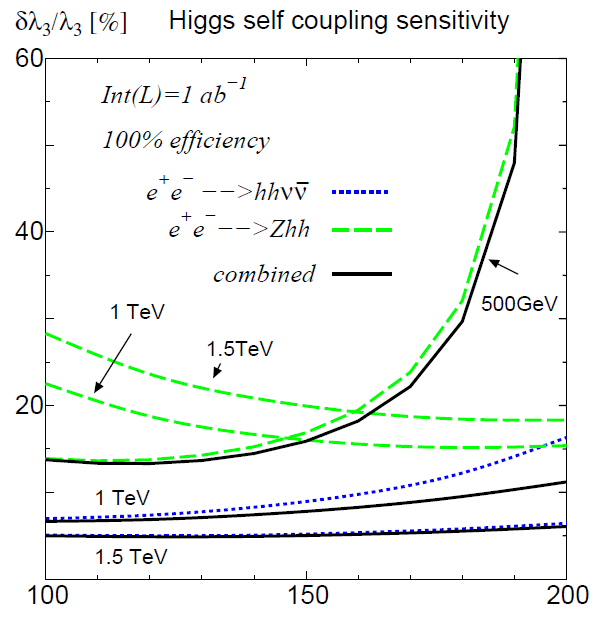 δλ₃/λ₃ [%] Higgs self coupling sensitivity
60
Int(L)=1 ab⁻¹
100% efficiency
e⁺e⁻ −−>hhνν̅
e⁺e⁻−−>Zhh
40
combined
500GeV
1 TeV
1.5TeV
20
1 TeV
1.5 TeV
100 150 200